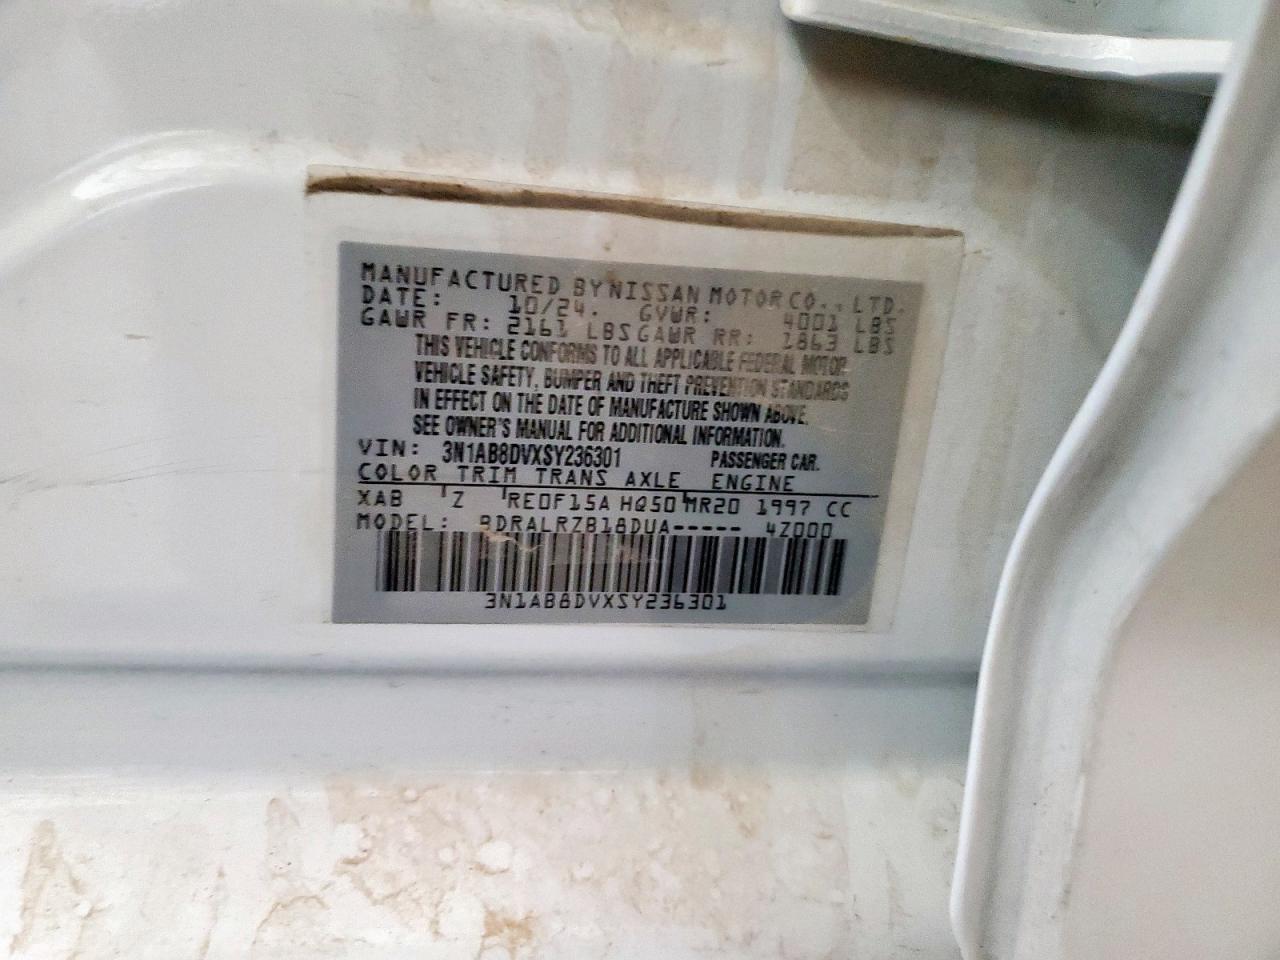 MANUFACTURED BY NISSAN MOTOR CO., LTD.
DATE: 10/24. GVWR: 4001 LBS
GAWR FR: 2161 LBS GAWR RR: 1863 LBS
THIS VEHICLE CONFORMS TO ALL APPLICABLE FEDERAL MOTOR
VEHICLE SAFETY, BUMPER AND THEFT PREVENTION STANDARDS
IN EFFECT ON THE DATE OF MANUFACTURE SHOWN ABOVE.
SEE OWNER'S MANUAL FOR ADDITIONAL INFORMATION.
VIN: 3N1AB8DVXSY236301 PASSENGER CAR.
COLOR TRIM TRANS AXLE ENGINE
XAB Z RE0F15A HQ50 MR20 1997 CC
MODEL: BDRALRZB18DUA----- 4Z000
3N1AB8DVXSY236301